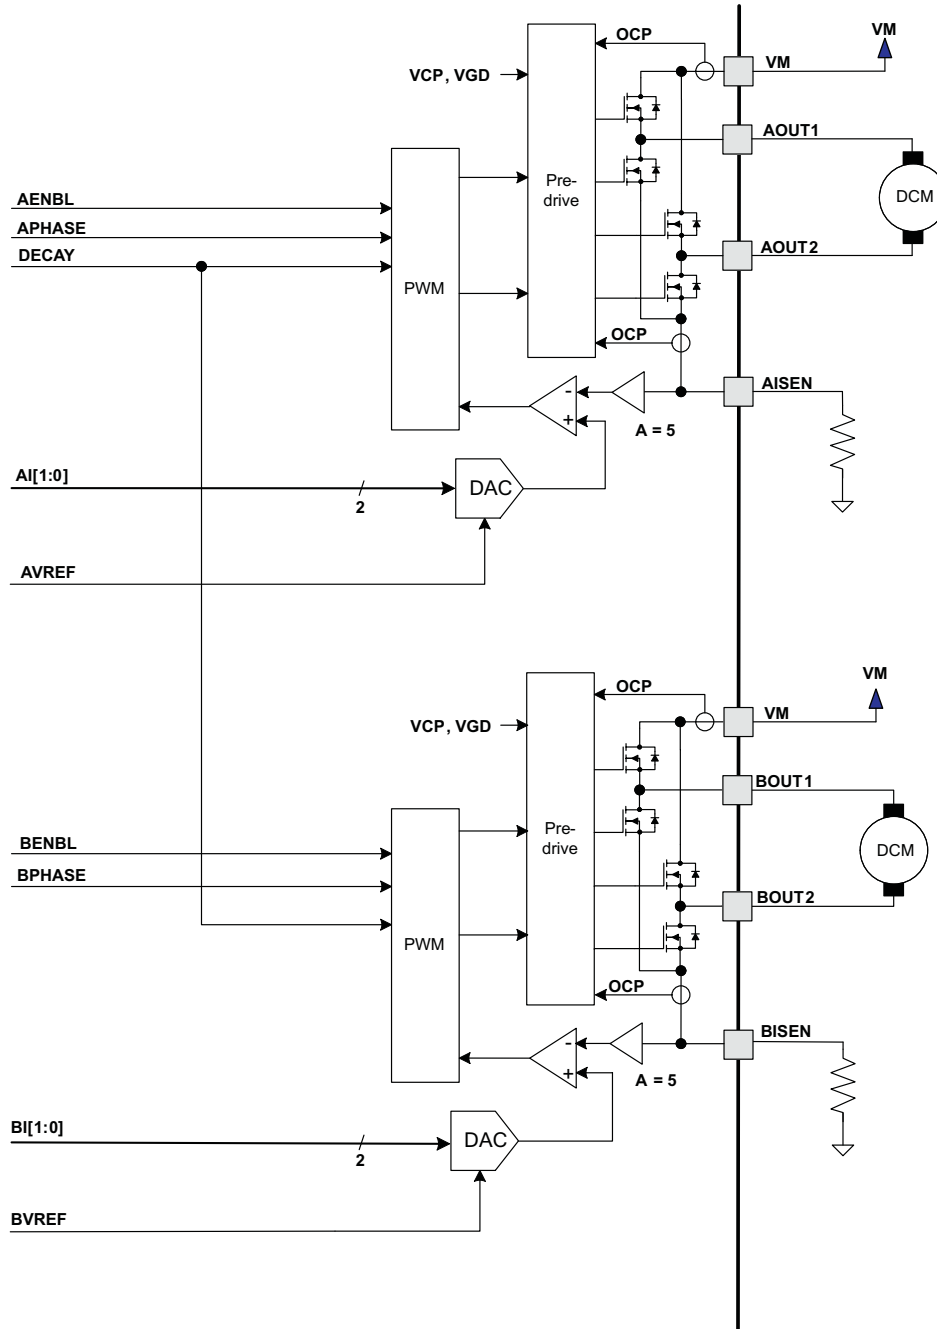 OCP
VM
VM
VCP, VGD
AOUT1
AENBL
APHASE
DECAY
Pre-
drive
DCM
AOUT2
PWM
OCP
AISEN
-
+
A = 5
AI[1:0]
2
DAC
AVREF
OCP
VM
VM
VCP, VGD
BOUT1
BENBL
BPHASE
Pre-
drive
DCM
BOUT2
PWM
OCP
BISEN
-
+
A = 5
BI[1:0]
2
DAC
BVREF